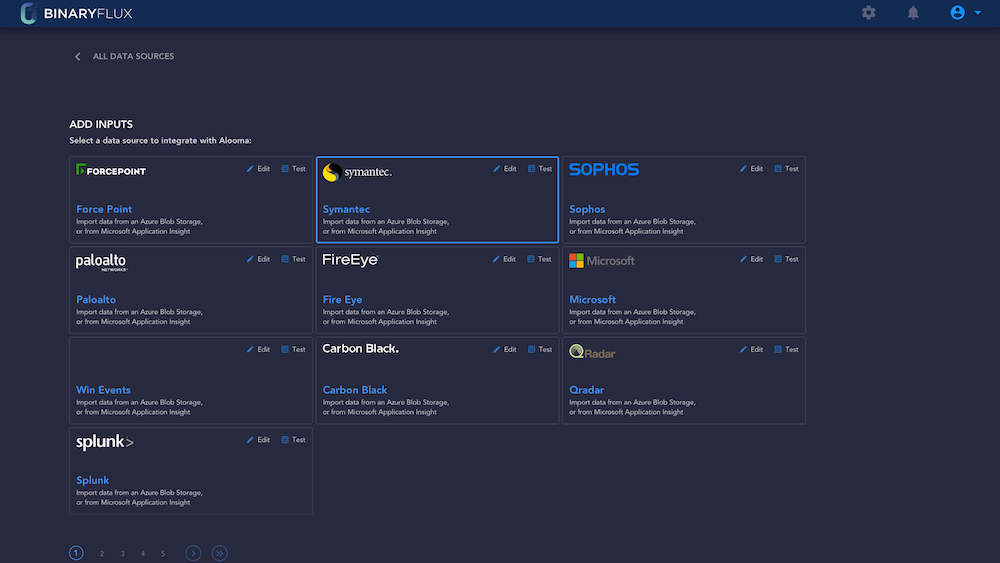 BINARYFLUX
ALL DATA SOURCES
ADD INPUTS
Select a data source to integrate with Alooma:
FORCEPOINT Edit Test
Force Point
Import data from an Azure Blob Storage,
or from Microsoft Application Insight
symantec. Edit Test
Symantec
Import data from an Azure Blob Storage,
or from Microsoft Application Insight
SOPHOS Edit Test
Sophos
Import data from an Azure Blob Storage,
or from Microsoft Application Insight
paloalto Edit Test
NETWORKS
Paloalto
Import data from an Azure Blob Storage,
or from Microsoft Application Insight
FireEye Edit Test
Fire Eye
Import data from an Azure Blob Storage,
or from Microsoft Application Insight
Microsoft Edit Test
Microsoft
Import data from an Azure Blob Storage,
or from Microsoft Application Insight
Edit Test
Win Events
Import data from an Azure Blob Storage,
or from Microsoft Application Insight
Carbon Black. Edit Test
Carbon Black
Import data from an Azure Blob Storage,
or from Microsoft Application Insight
QRadar Edit Test
Qradar
Import data from an Azure Blob Storage,
or from Microsoft Application Insight
splunk> Edit Test
Splunk
Import data from an Azure Blob Storage,
or from Microsoft Application Insight
1 2 3 4 5 > >>